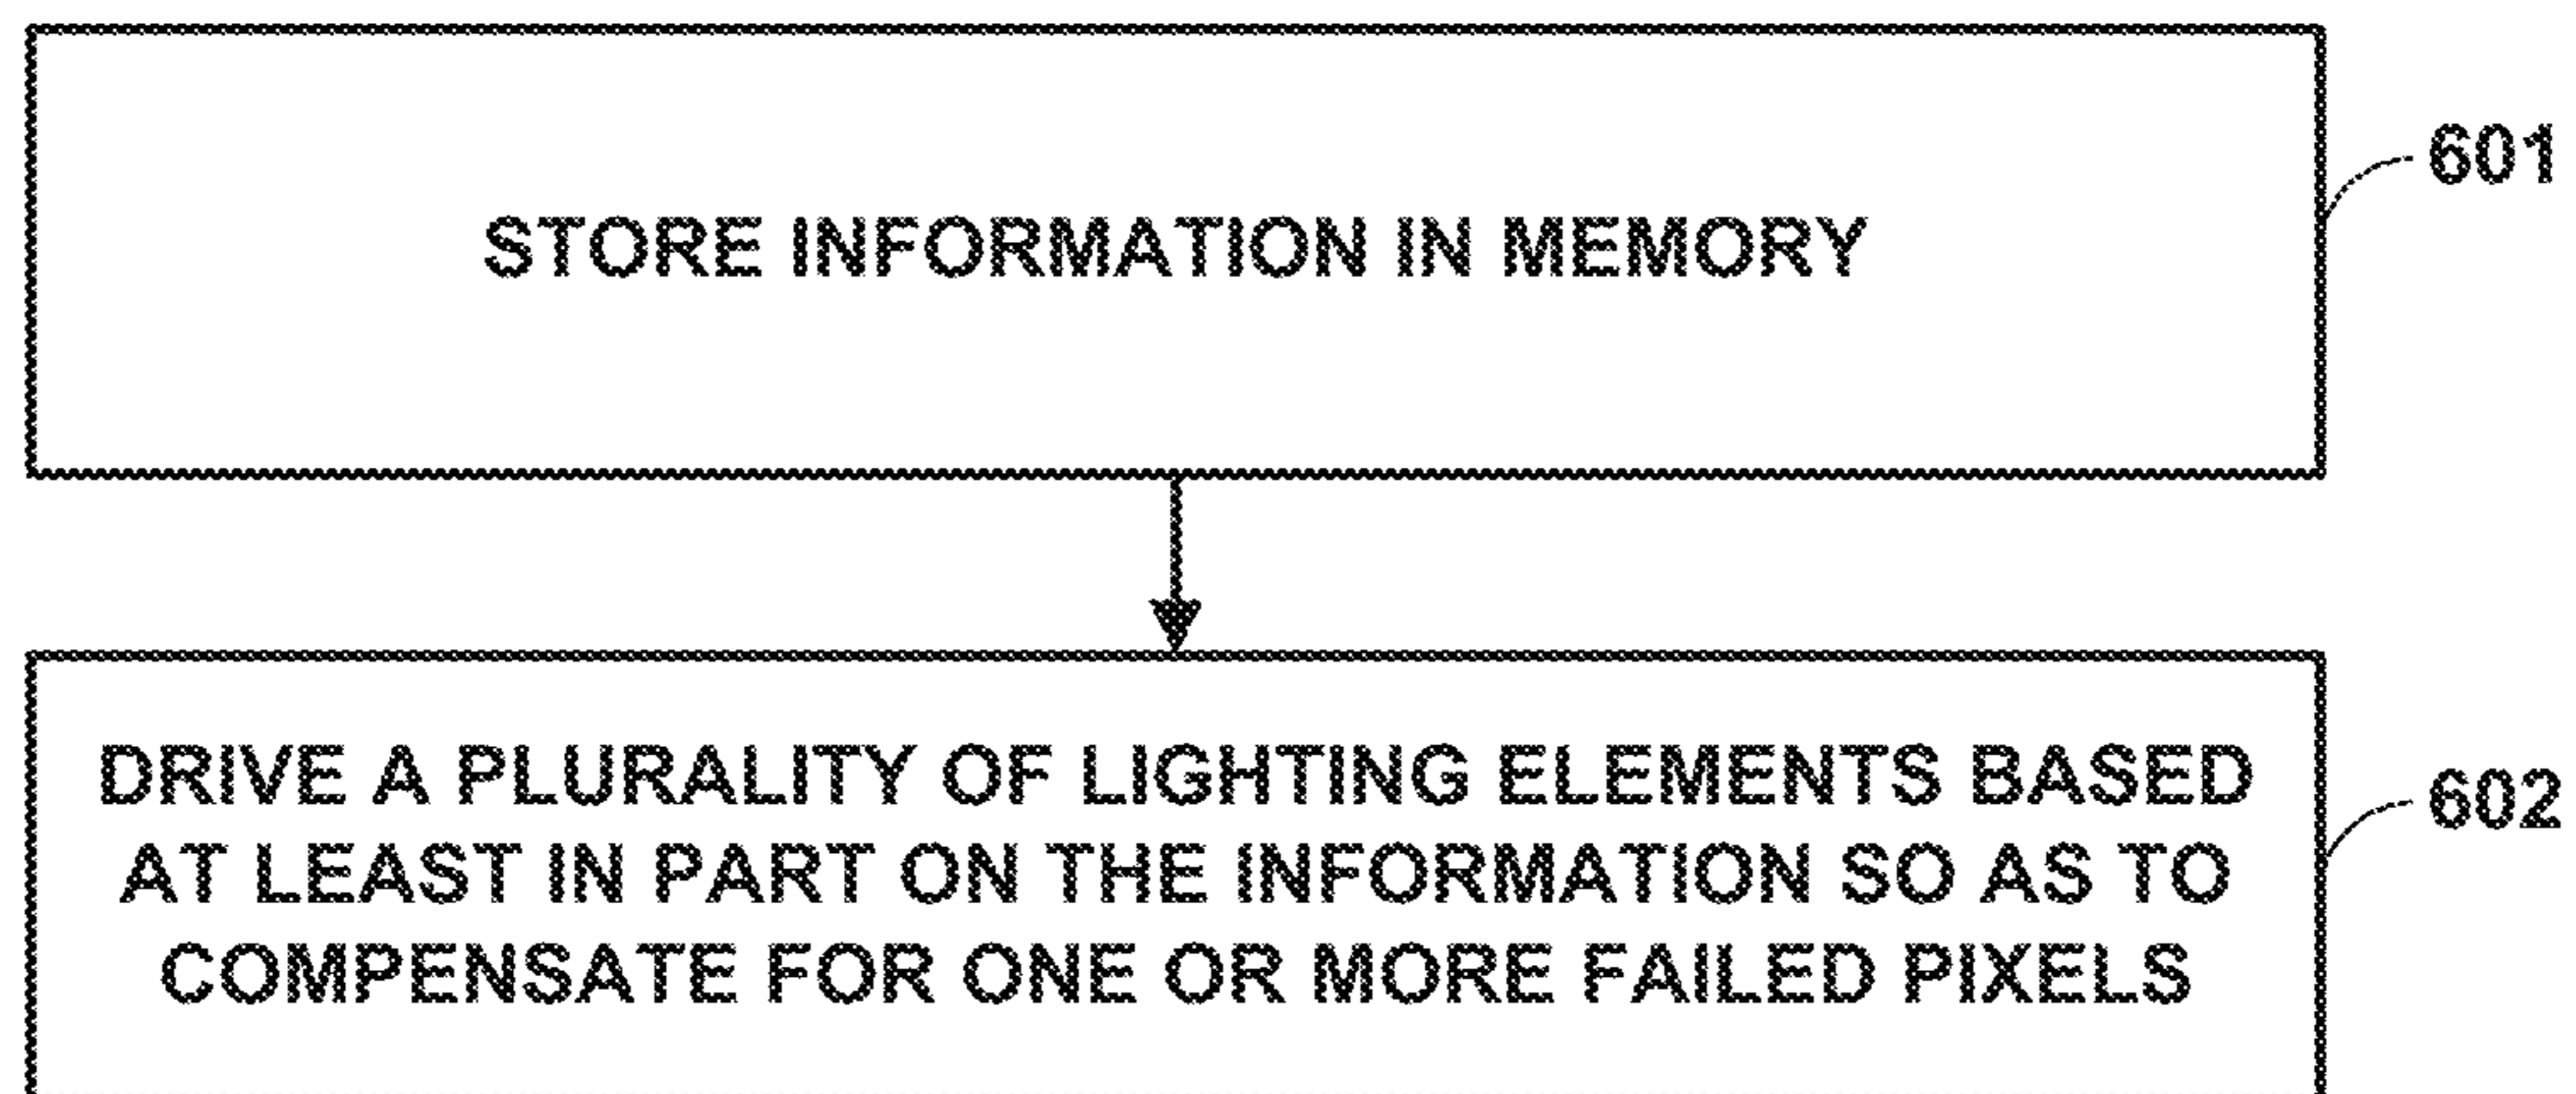 STORE INFORMATION IN MEMORY
601
DRIVE A PLURALITY OF LIGHTING ELEMENTS BASED
AT LEAST IN PART ON THE INFORMATION SO AS TO
COMPENSATE FOR ONE OR MORE FAILED PIXELS
602